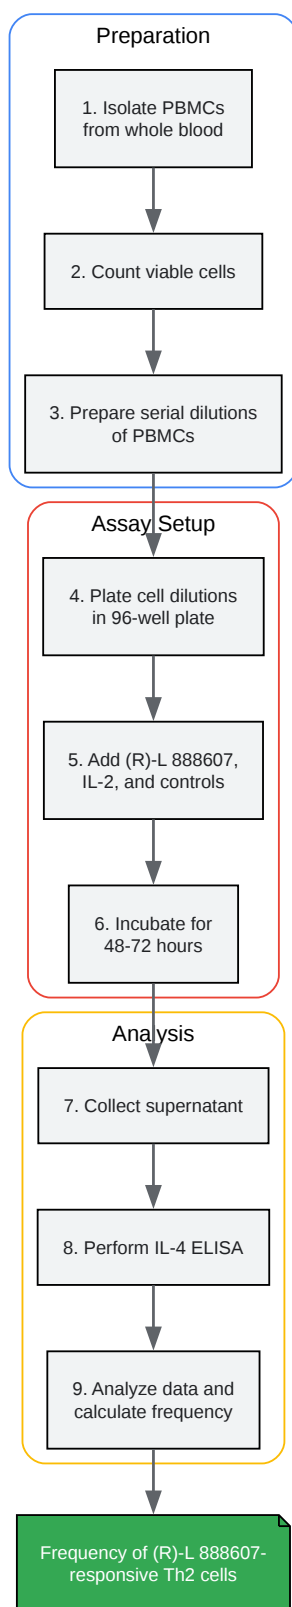 Preparation
1. Isolate PBMCs
from whole blood
2. Count viable cells
3. Prepare serial dilutions
of PBMCs
Assay Setup
4. Plate cell dilutions
in 96-well plate
5. Add (R)-L 888607,
IL-2, and controls
6. Incubate for
48-72 hours
Analysis
7. Collect supernatant
8. Perform IL-4 ELISA
9. Analyze data and
calculate frequency
Frequency of (R)-L 888607-
responsive Th2 cells